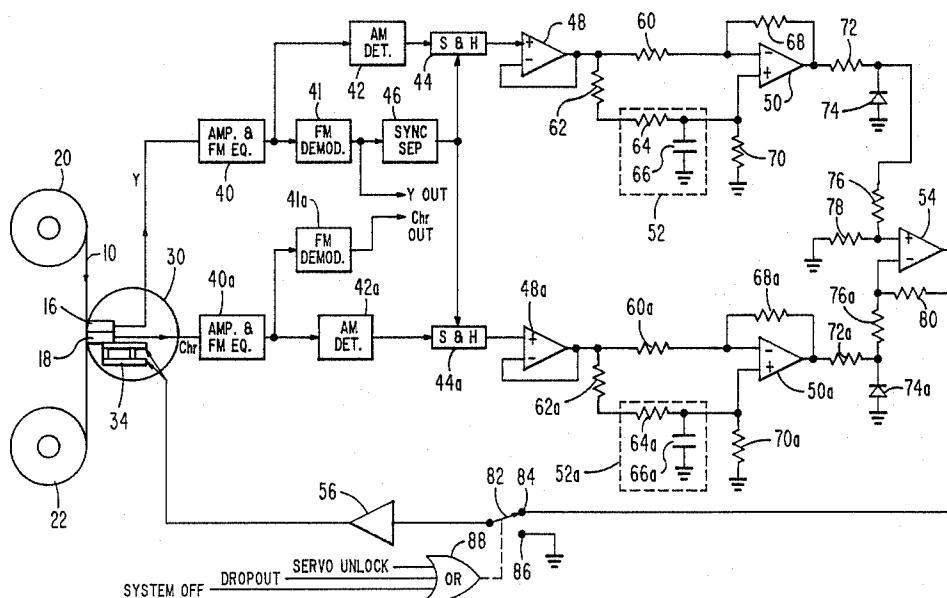 48
60
68
72
AM
DET.
42
S & H
44
+
-
62
-
+
50
74
41
FM
DEMOD.
46
SYNC
SEP
64
66
52
70
20
AMP. &
FM EQ.
40
Y
Y OUT
41a
FM
DEMOD.
Chr
OUT
76
78
54
+
-
10
30
40a
AMP. &
FM EQ.
42a
AM
DET.
S & H
44a
48a
+
-
60a
68a
76a
80
72a
16
18
Chr
34
62a
-
+
50a
74a
64a
66a
52a
70a
22
56
82
84
86
88
SERVO UNLOCK
DROPOUT
SYSTEM OFF
OR